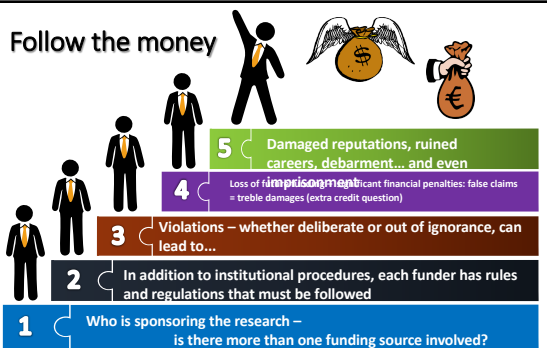 Follow the money
$
€
5
Damaged reputations, ruined
careers, debarment... and even
imprisonment
4
Loss of future funding significant financial penalties: false claims
= treble damages (extra credit question)
3
Violations – whether deliberate or out of ignorance, can
lead to...
2
In addition to institutional procedures, each funder has rules
and regulations that must be followed
1
Who is sponsoring the research –
is there more than one funding source involved?